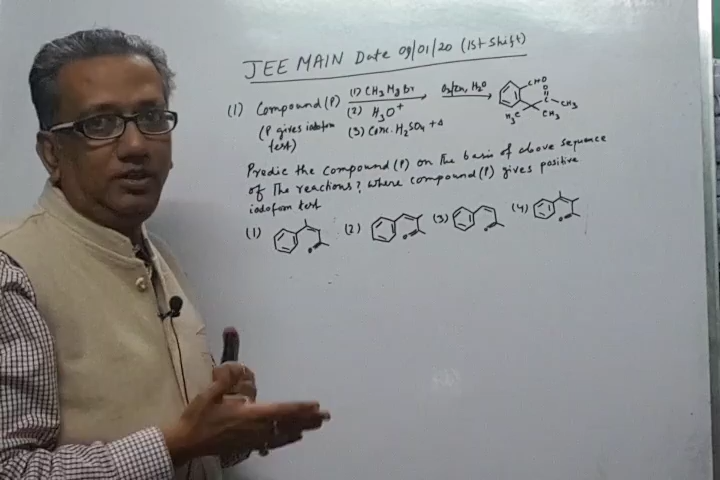 JEE MAIN Date 09/01/20 (1st Shift)
(1) Compound (P) (1) CH3MgBr (2) H3O+ (3) Conc. H2SO4 + Δ O3/Zn, H2O CHO O C CH3 H3C CH3
(P gives iodofom test)
Predic the compound (P) on the basis of above sequence
of the reactions? where compound (P) gives positive
iodofom test
(1) O (2) O (3) O (4) O